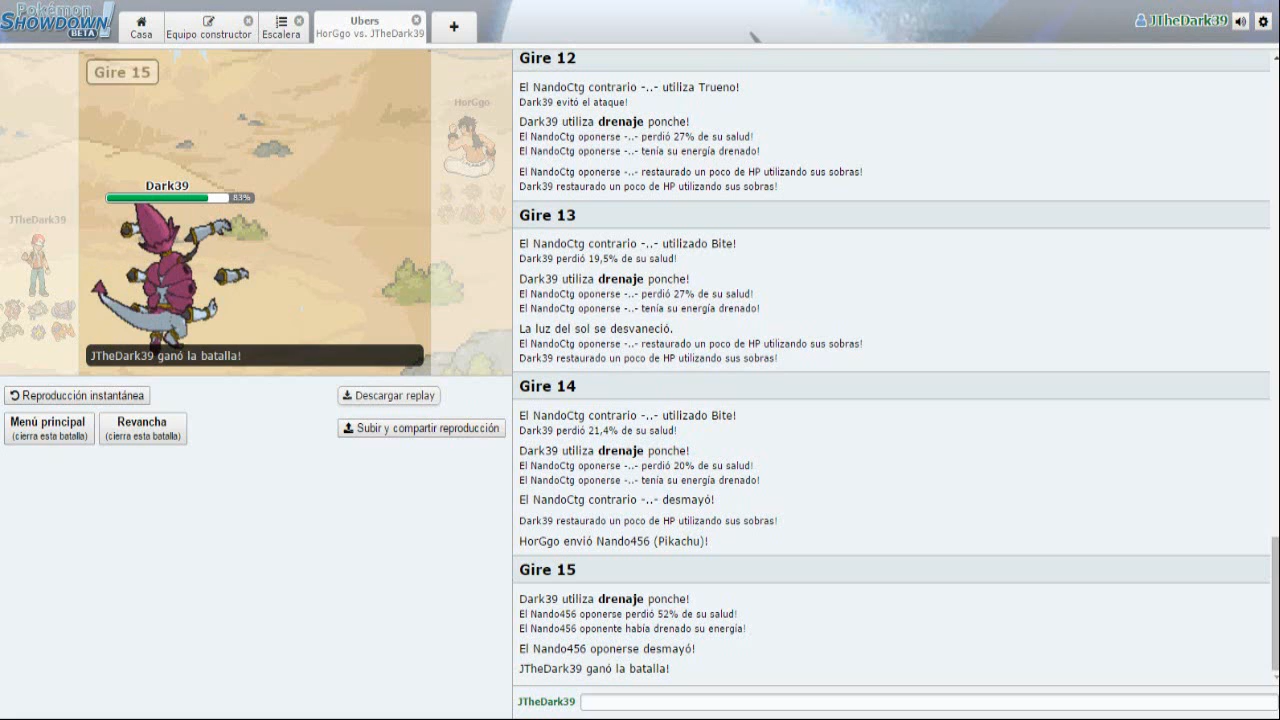 Pokémon
SHOWDOWN!
BETA
Casa
Equipo constructor
Escalera
Ubers
HorGgo vs. JTheDark39
+
JTheDark39
Gire 15
HorGgo
Dark39
83%
JTheDark39
JTheDark39 ganó la batalla!
Reproducción instantánea
Descargar replay
Menú principal
(cierra esta batalla)
Revancha
(cierra esta batalla)
Subir y compartir reproducción
Gire 12
El NandoCtg contrario -..- utiliza Trueno!
Dark39 evitó el ataque!
Dark39 utiliza drenaje ponche!
El NandoCtg oponerse -..- perdió 27% de su salud!
El NandoCtg oponerse -..- tenía su energía drenado!
El NandoCtg oponerse -..- restaurado un poco de HP utilizando sus sobras!
Dark39 restaurado un poco de HP utilizando sus sobras!
Gire 13
El NandoCtg contrario -..- utilizado Bite!
Dark39 perdió 19,5% de su salud!
Dark39 utiliza drenaje ponche!
El NandoCtg oponerse -..- perdió 27% de su salud!
El NandoCtg oponerse -..- tenía su energía drenado!
La luz del sol se desvaneció.
El NandoCtg oponerse -..- restaurado un poco de HP utilizando sus sobras!
Dark39 restaurado un poco de HP utilizando sus sobras!
Gire 14
El NandoCtg contrario -..- utilizado Bite!
Dark39 perdió 21,4% de su salud!
Dark39 utiliza drenaje ponche!
El NandoCtg oponerse -..- perdió 20% de su salud!
El NandoCtg oponerse -..- tenía su energía drenado!
El NandoCtg contrario -..- desmayó!
Dark39 restaurado un poco de HP utilizando sus sobras!
HorGgo envió Nando456 (Pikachu)!
Gire 15
Dark39 utiliza drenaje ponche!
El Nando456 oponerse perdió 52% de su salud!
El Nando456 oponente había drenado su energía!
El Nando456 oponerse desmayó!
JTheDark39 ganó la batalla!
JTheDark39